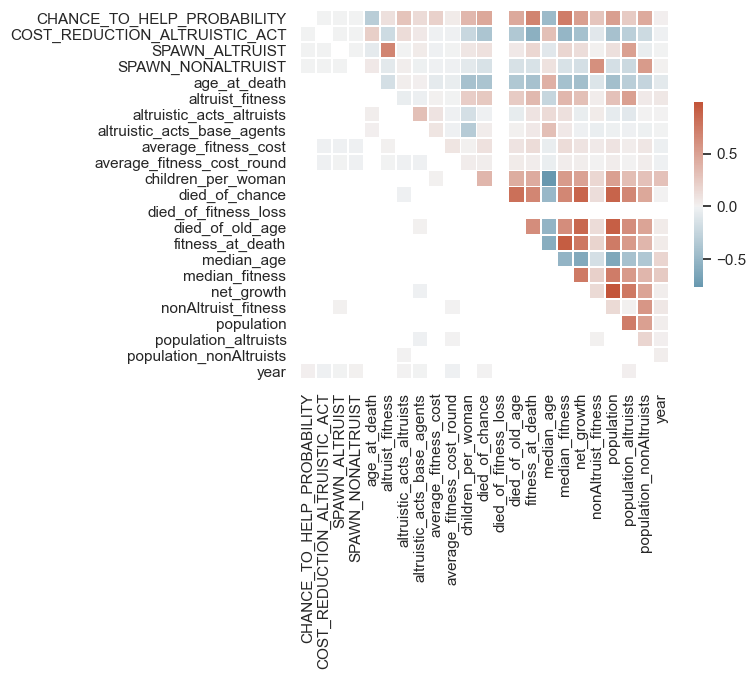 CHANCE_TO_HELP_PROBABILITY
COST_REDUCTION_ALTRUISTIC_ACT
SPAWN_ALTRUIST
SPAWN_NONALTRUIST
age_at_death
altruist_fitness
altruistic_acts_altruists
altruistic_acts_base_agents
average_fitness_cost
average_fitness_cost_round
children_per_woman
died_of_chance
died_of_fitness_loss
died_of_old_age
fitness_at_death
median_age
median_fitness
net_growth
nonAltruist_fitness
population
population_altruists
population_nonAltruists
year
0.5
0.0
−0.5
CHANCE_TO_HELP_PROBABILITY
COST_REDUCTION_ALTRUISTIC_ACT
SPAWN_ALTRUIST
SPAWN_NONALTRUIST
age_at_death
altruist_fitness
altruistic_acts_altruists
altruistic_acts_base_agents
average_fitness_cost
average_fitness_cost_round
children_per_woman
died_of_chance
died_of_fitness_loss
died_of_old_age
fitness_at_death
median_age
median_fitness
net_growth
nonAltruist_fitness
population
population_altruists
population_nonAltruists
year